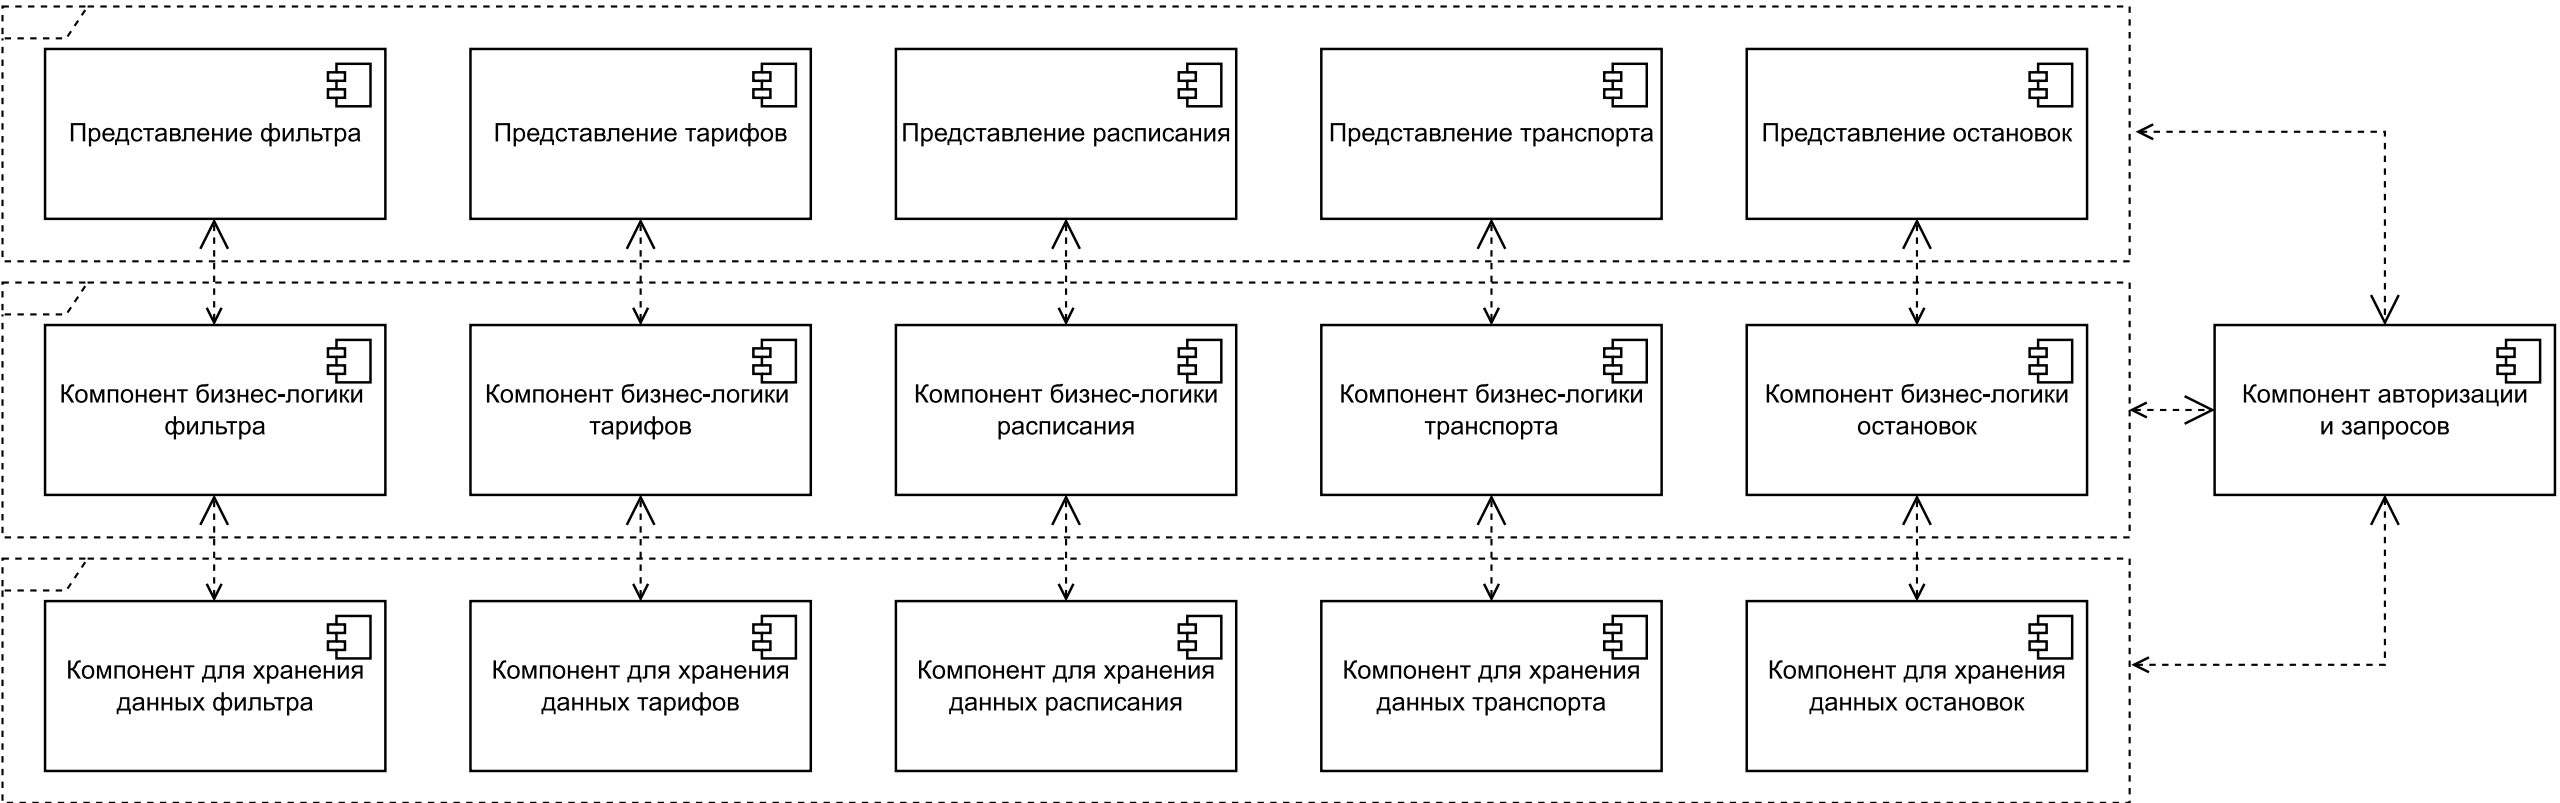 Представление фильтра
Представление тарифов
Представление расписания
Представление транспорта
Представление остановок
Компонент бизнес-логики
фильтра
Компонент бизнес-логики
тарифов
Компонент бизнес-логики
расписания
Компонент бизнес-логики
транспорта
Компонент бизнес-логики
остановок
Компонент авторизации
и запросов
Компонент для хранения
данных фильтра
Компонент для хранения
данных тарифов
Компонент для хранения
данных расписания
Компонент для хранения
данных транспорта
Компонент для хранения
данных остановок